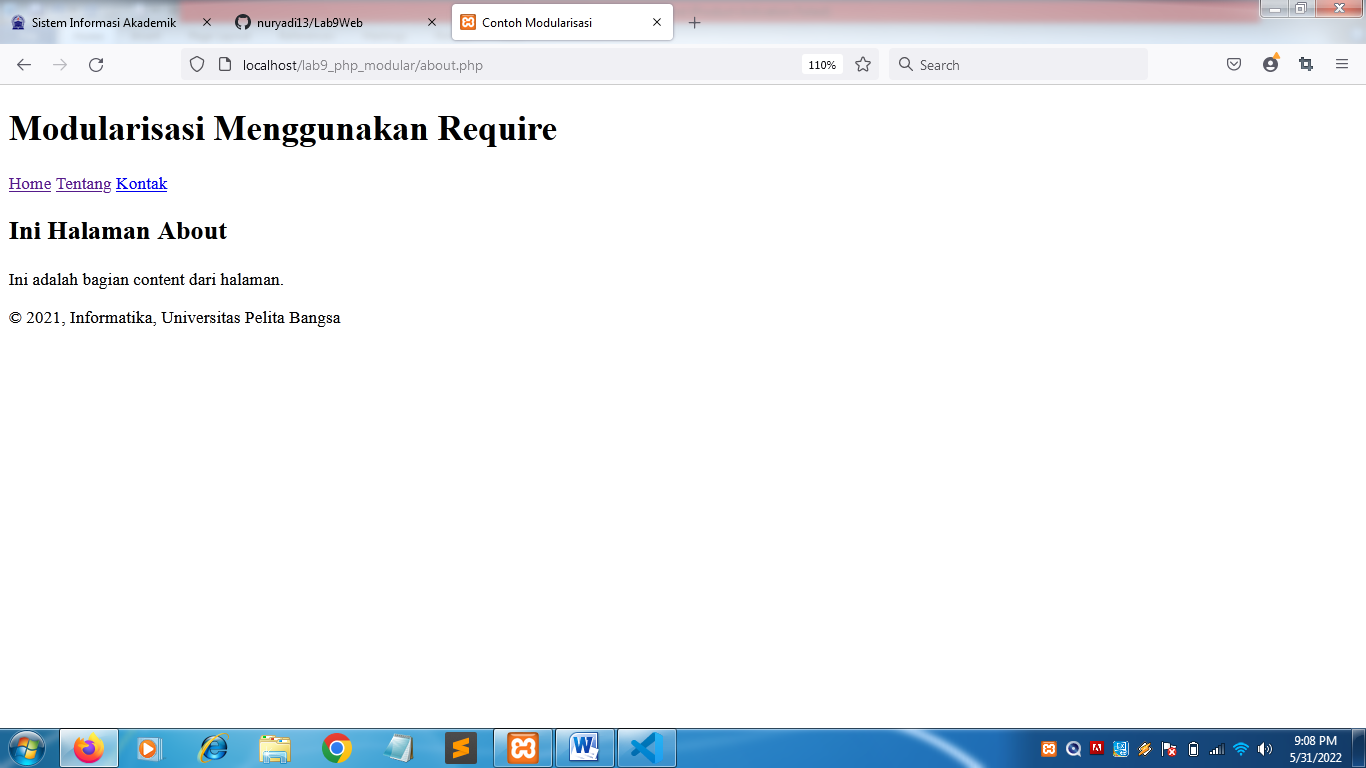 Sistem Informasi Akademik
nuryadi13/Lab9Web
Contoh Modularisasi
localhost/lab9_php_modular/about.php
110%
Search
Modularisasi Menggunakan Require
Home Tentang Kontak
Ini Halaman About
Ini adalah bagian content dari halaman.
© 2021, Informatika, Universitas Pelita Bangsa
9:08 PM
5/31/2022